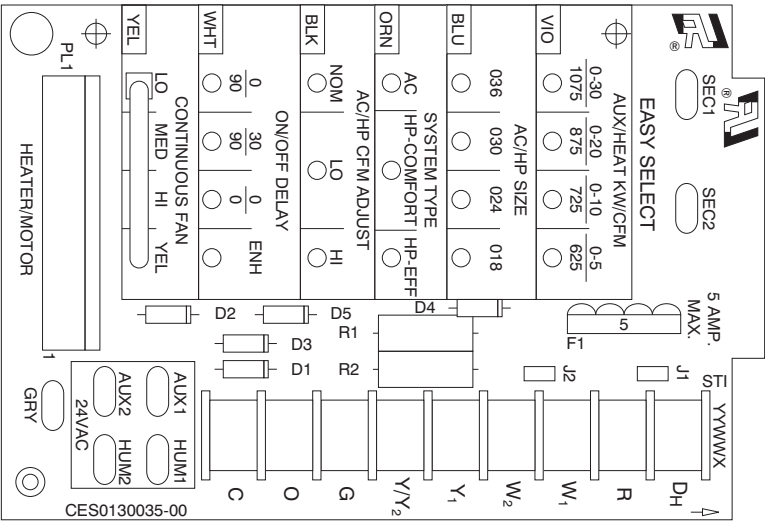 SEC1
SEC2
5 AMP.
MAX.
F1
5
EASY SELECT
AUX/HEAT KW/CFM
VIO
0-30
1075
0-20
875
0-10
725
0-5
625
AC/HP SIZE
BLU
036
030
024
018
SYSTEM TYPE
ORN
AC
HP-COMFORT
HP-EFF
AC/HP CFM ADJUST
BLK
NOM
LO
HI
ON/OFF DELAY
WHT
0
90
30
90
0
0
ENH
CONTINUOUS FAN
YEL
LO
MED
HI
YEL
PL1
HEATER/MOTOR
1
D2
D5
D4
D3
D1
R1
R2
J2
J1
STI
YYWWX
GRY
24VAC
AUX2
AUX1
HUM2
HUM1
C
O
G
Y/Y2
Y1
W2
W1
R
DH
CES0130035-00
®
®